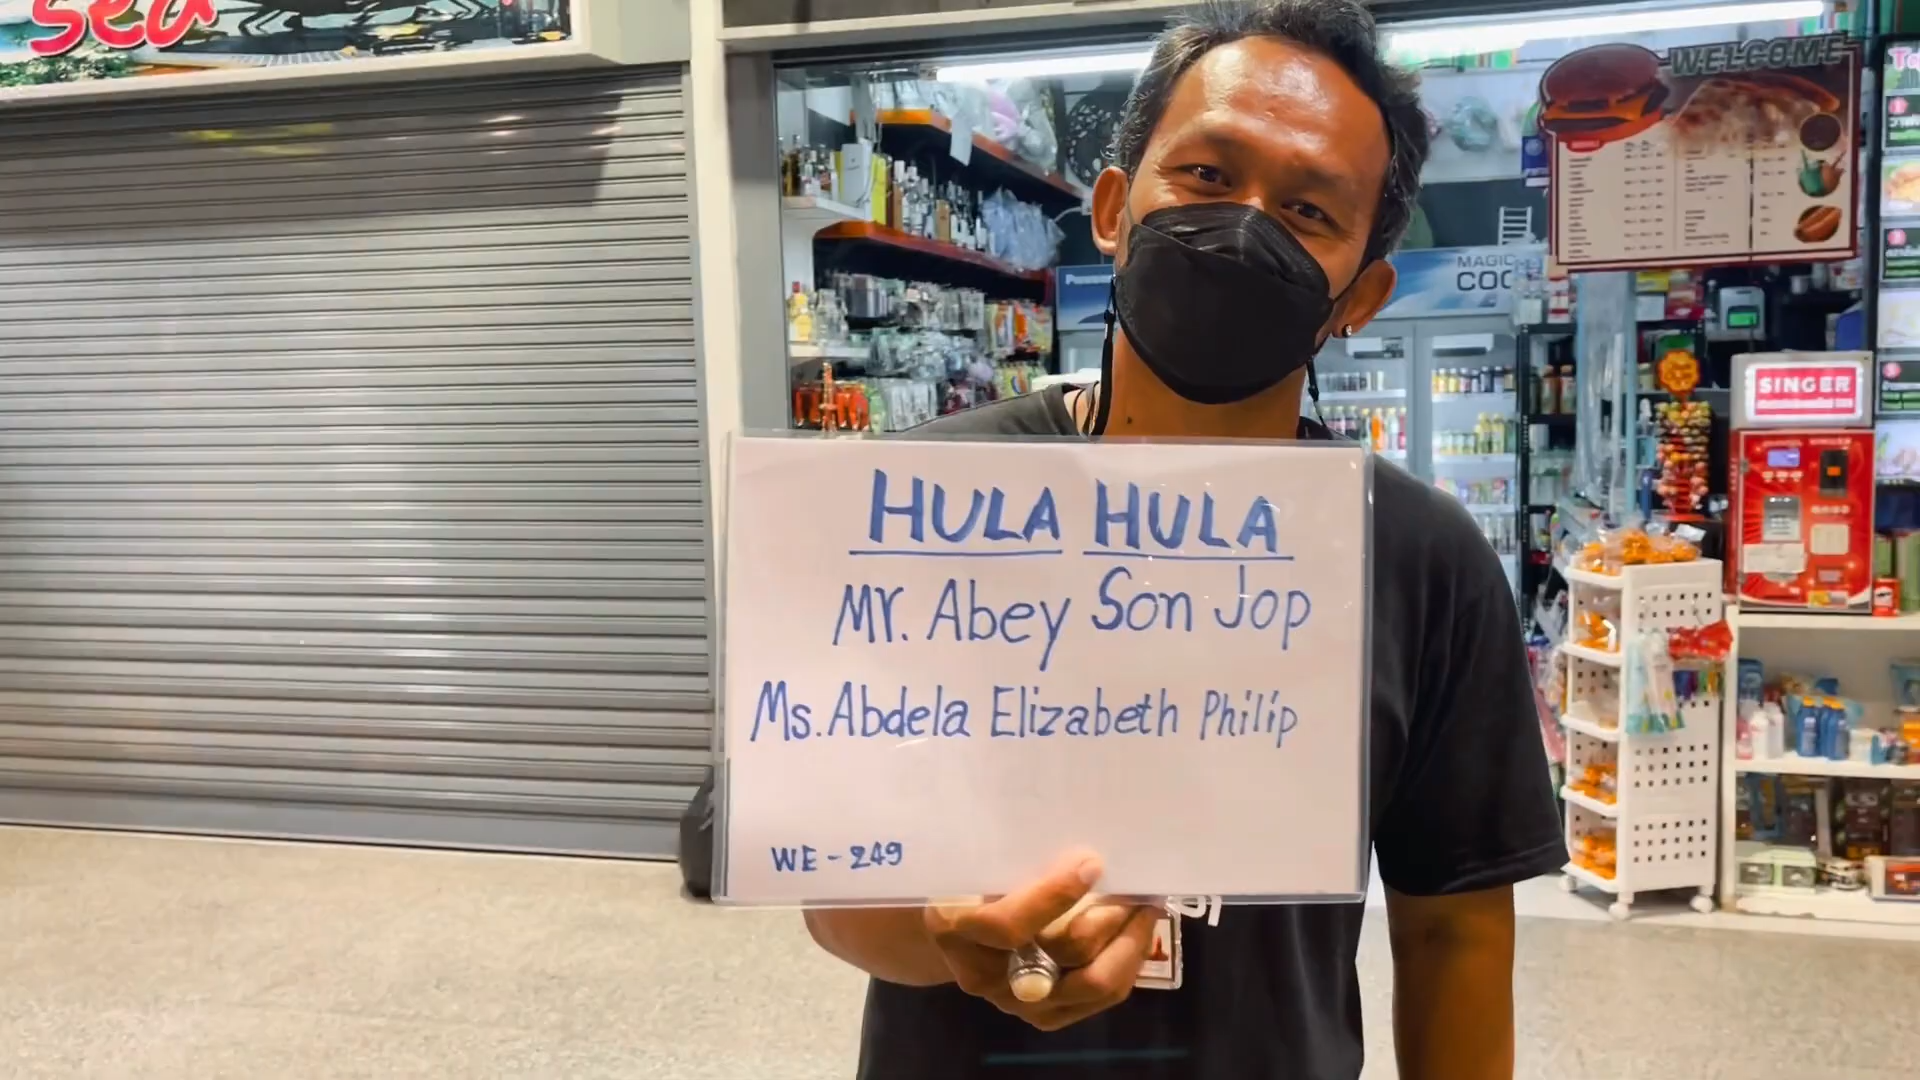 sea
WELCOME
MAGIC
COO
SINGER
HULA HULA
Mr. Abey Son Jop
Ms. Abdela Elizabeth Philip
WE - 249